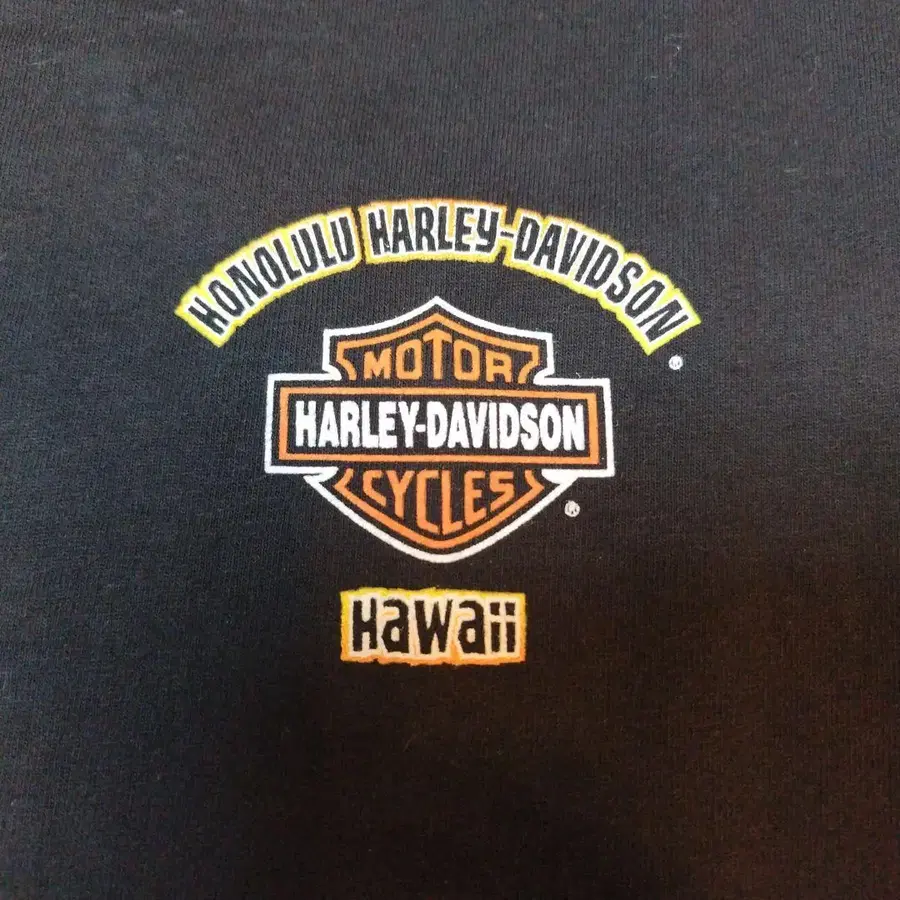 HONOLULU HARLEY-DAVIDSON
®
MOTOR
HARLEY-DAVIDSON
CYCLES
®
Hawaii